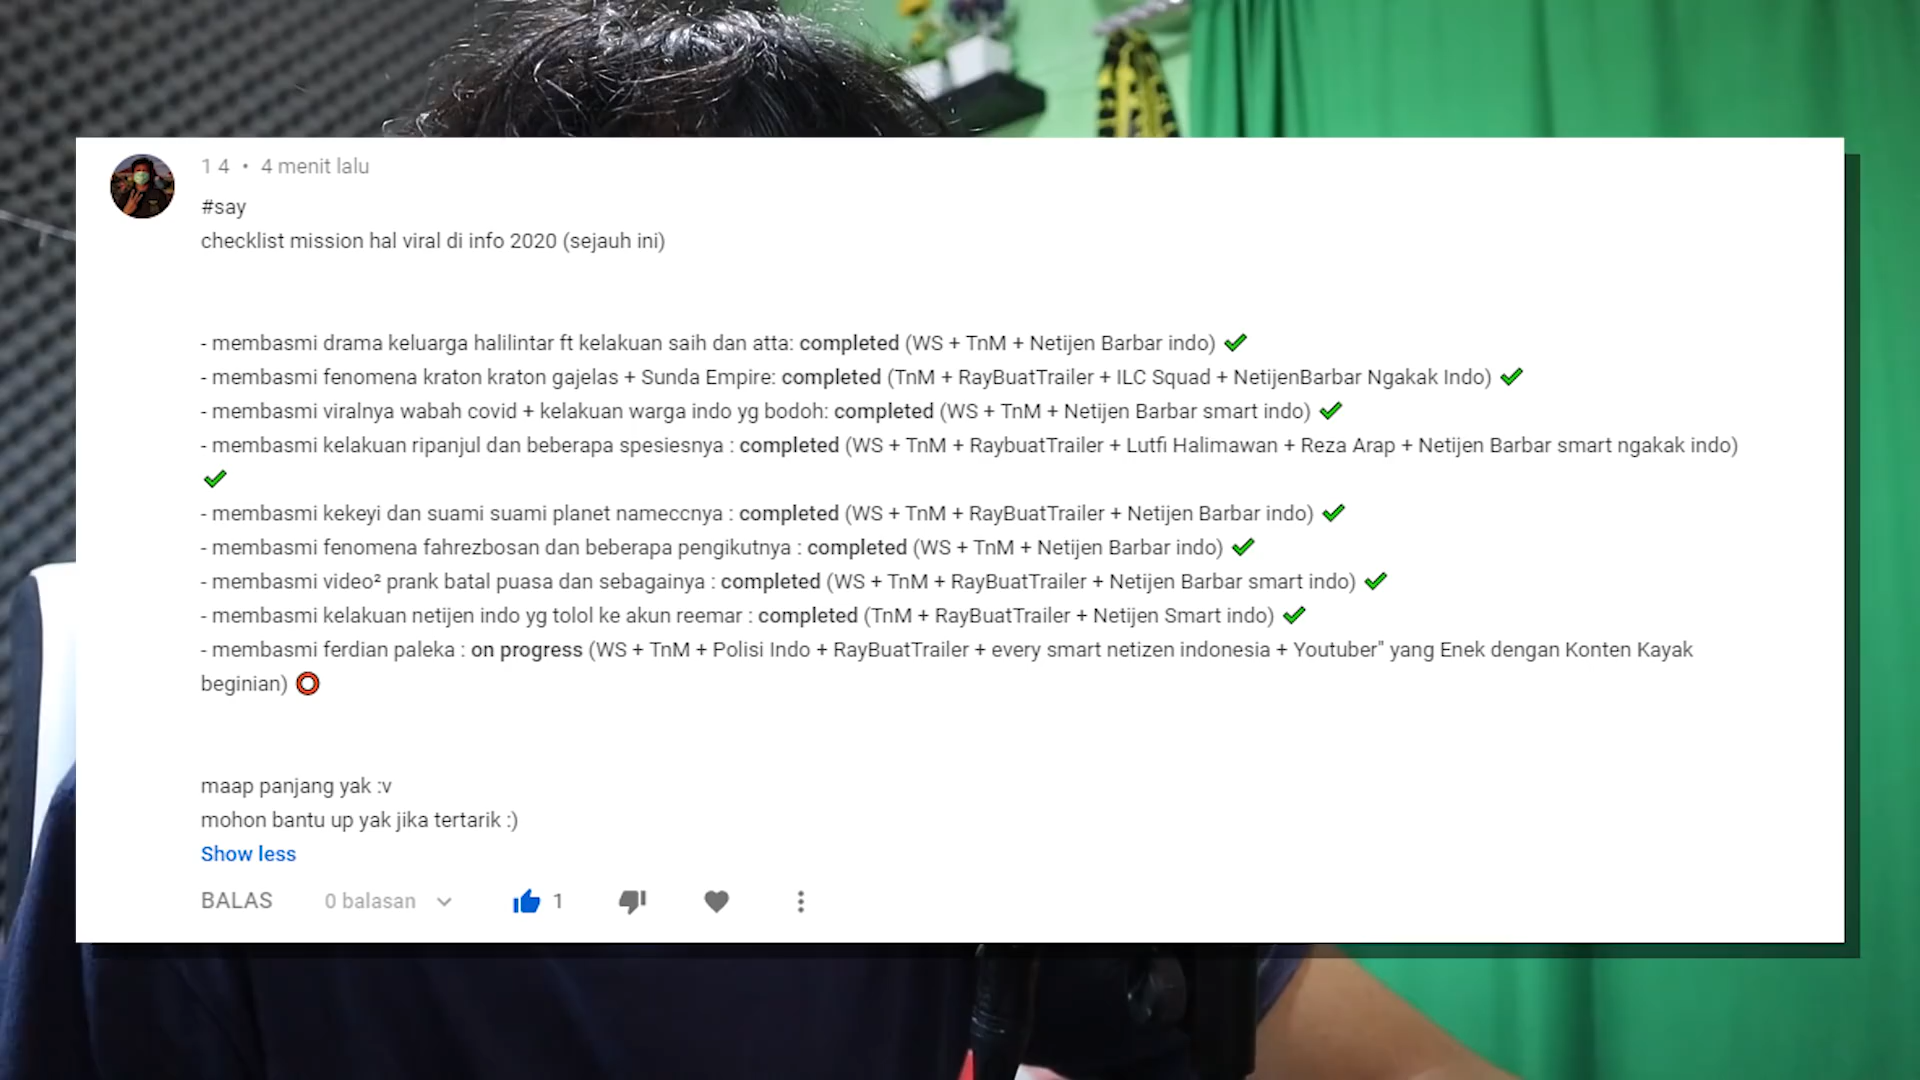 1 4 • 4 menit lalu
#say
checklist mission hal viral di info 2020 (sejauh ini)
- membasmi drama keluarga halilintar ft kelakuan saih dan atta: completed (WS + TnM + Netijen Barbar indo) ✔
- membasmi fenomena kraton kraton gajelas + Sunda Empire: completed (TnM + RayBuatTrailer + ILC Squad + NetijenBarbar Ngakak Indo) ✔
- membasmi viralnya wabah covid + kelakuan warga indo yg bodoh: completed (WS + TnM + Netijen Barbar smart indo) ✔
- membasmi kelakuan ripanjul dan beberapa spesiesnya : completed (WS + TnM + RaybuatTrailer + Lutfi Halimawan + Reza Arap + Netijen Barbar smart ngakak indo)
✔
- membasmi kekeyi dan suami suami planet nameccnya : completed (WS + TnM + RayBuatTrailer + Netijen Barbar indo) ✔
- membasmi fenomena fahrezbosan dan beberapa pengikutnya : completed (WS + TnM + Netijen Barbar indo) ✔
- membasmi video² prank batal puasa dan sebagainya : completed (WS + TnM + RayBuatTrailer + Netijen Barbar smart indo) ✔
- membasmi kelakuan netijen indo yg tolol ke akun reemar : completed (TnM + RayBuatTrailer + Netijen Smart indo) ✔
- membasmi ferdian paleka : on progress (WS + TnM + Polisi Indo + RayBuatTrailer + every smart netizen indonesia + Youtuber" yang Enek dengan Konten Kayak
beginian) ⭕
maap panjang yak :v
mohon bantu up yak jika tertarik :)
Show less
BALAS 0 balasan 1